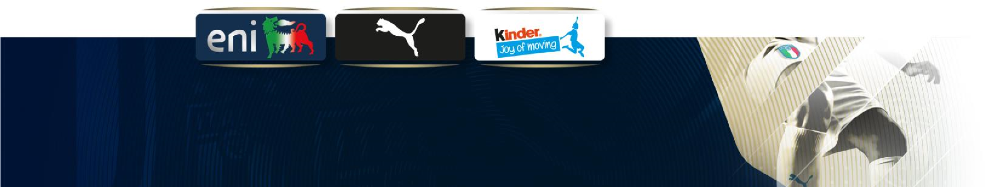 eni
kinder.
Joy of moving